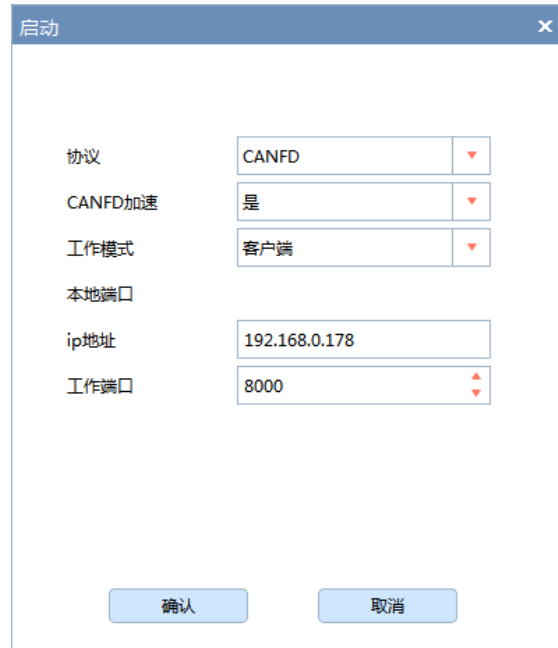 启动
协议 CANFD
CANFD加速 是
工作模式 客户端
本地端口
ip地址 192.168.0.178
工作端口 8000
确认 取消